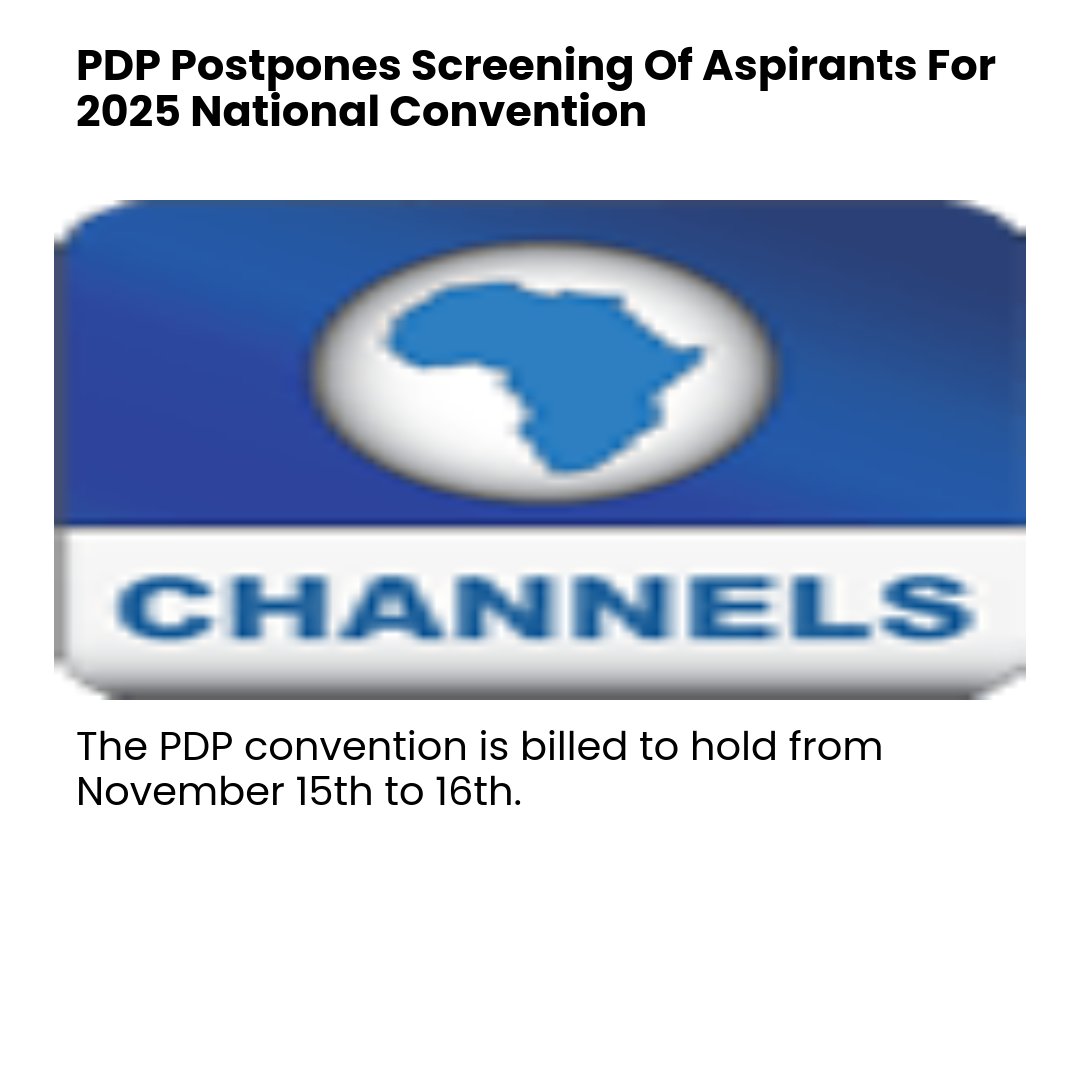 PDP Postpones Screening Of Aspirants For
2025 National Convention
CHANNELS
The PDP convention is billed to hold from
November 15th to 16th.